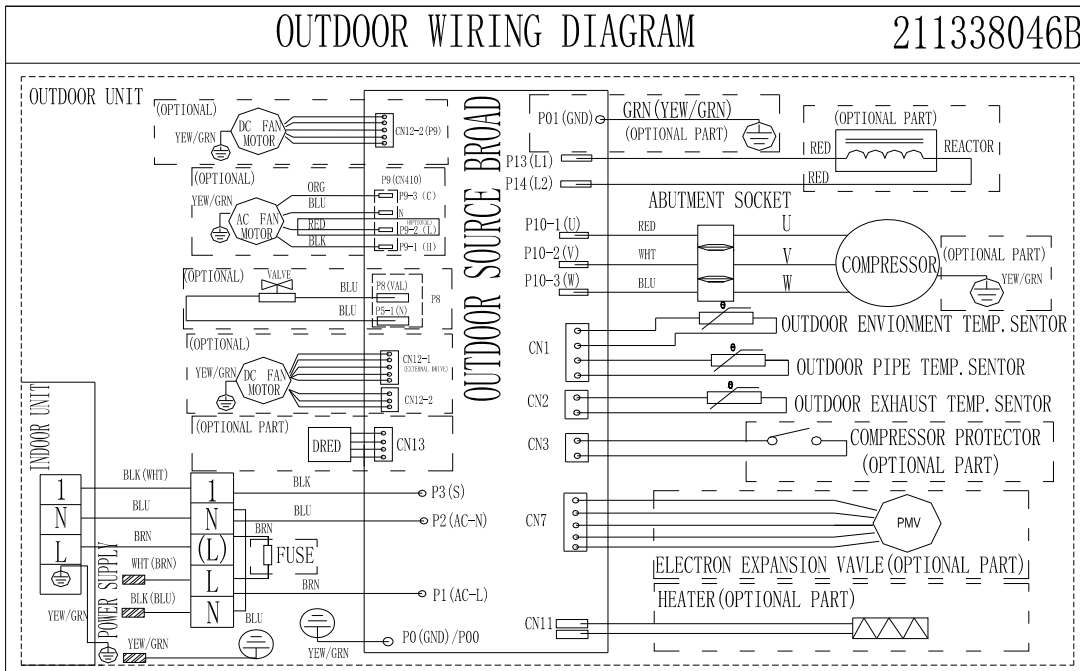 OUTDOOR WIRING DIAGRAM
211338046B
OUTDOOR UNIT
(OPTIONAL)
YEW/GRN
DC FAN
MOTOR
CN12-2(P9)
(OPTIONAL)
YEW/GRN
AC FAN
MOTOR
ORG
BLU
RED
BLK
P9(CN410)
P9-3 (C)
N
(OPTIONAL)
P9-2 (L)
P9-1 (H)
(OPTIONAL)
VALVE
BLU
BLU
P8(VAL)
P5-1(N)
P8
(OPTIONAL)
YEW/GRN
DC FAN
MOTOR
CN12-1
(EXTERNAL DRIVE)
CN12-2
(OPTIONAL PART)
DRED
CN13
OUTDOOR SOURCE BROAD
INDOOR UNIT
1
N
L
BLK(WHT)
BLU
BRN
WHT(BRN)
BLK(BLU)
YEW/GRN
YEW/GRN
POWER SUPPLY
1
N
(L)
L
N
BLK
BLU
BRN
FUSE
BRN
BLU
YEW/GRN
P3(S)
P2(AC-N)
P1(AC-L)
P0(GND)/P00
P01(GND)
GRN(YEW/GRN)
(OPTIONAL PART)
P13(L1)
P14(L2)
(OPTIONAL PART)
RED
REACTOR
RED
ABUTMENT SOCKET
P10-1(U)
P10-2(V)
P10-3(W)
RED
WHT
BLU
U
V
W
COMPRESSOR
(OPTIONAL PART)
YEW/GRN
CN1
θ
OUTDOOR ENVIONMENT TEMP.SENTOR
θ
OUTDOOR PIPE TEMP.SENTOR
CN2
θ
OUTDOOR EXHAUST TEMP.SENTOR
CN3
COMPRESSOR PROTECTOR
(OPTIONAL PART)
CN7
PMV
ELECTRON EXPANSION VAVLE(OPTIONAL PART)
HEATER(OPTIONAL PART)
CN11